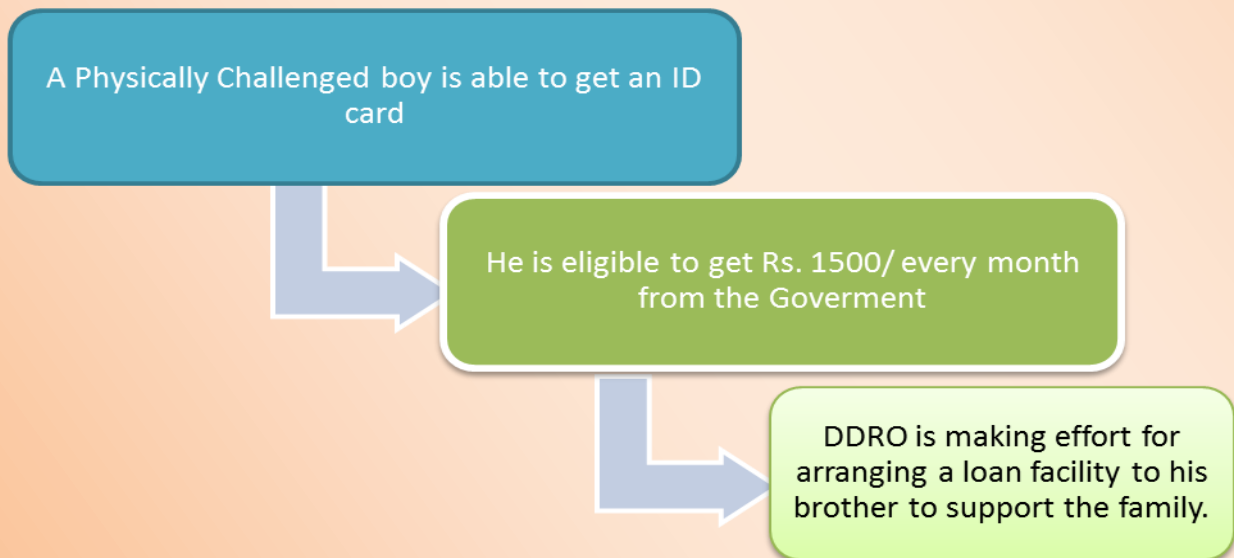 A Physically Challenged boy is able to get an ID
card
He is eligible to get Rs. 1500/ every month
from the Goverment
DDRO is making effort for
arranging a loan facility to his
brother to support the family.